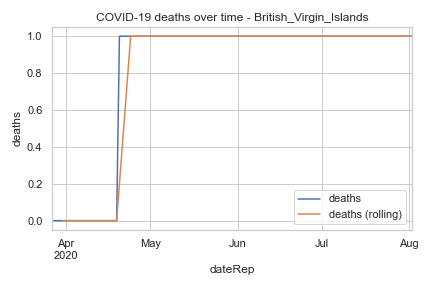 COVID-19 deaths over time - British_Virgin_Islands
deaths
1.0
0.8
0.6
0.4
0.2
0.0
deaths
deaths (rolling)
Apr May Jun Jul Aug
2020
dateRep